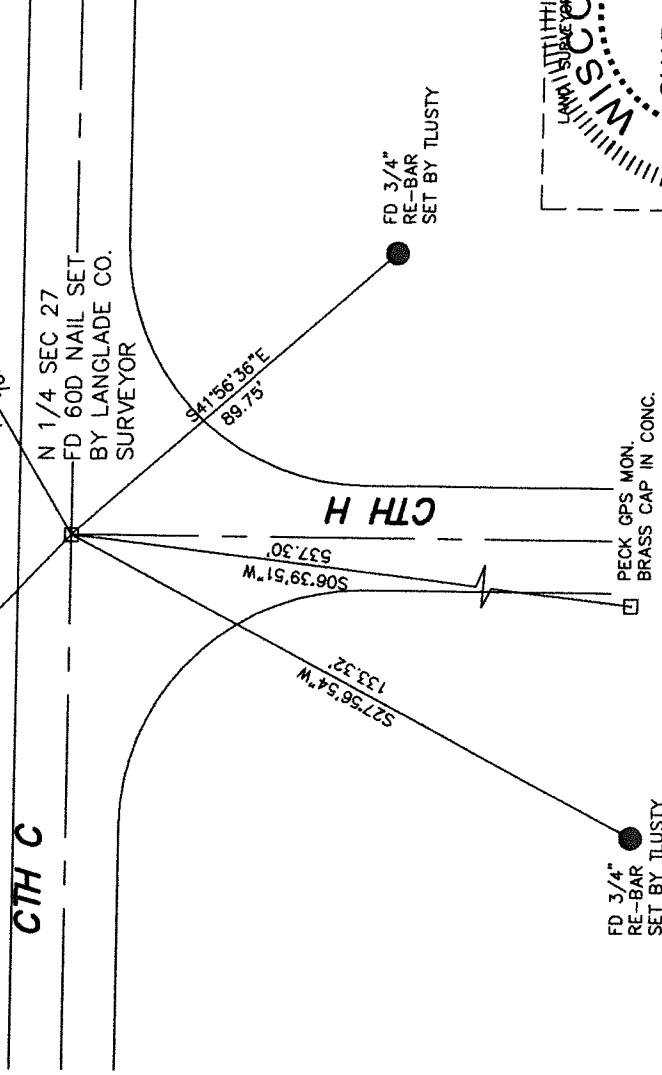 CTH C
N 1/4 SEC 27
FD 60D NAIL SET
BY LANGLADE CO.
SURVEYOR
S41°56'36"E
89.75'
FD 3/4"
RE-BAR
SET BY TLUSTY
CTH H
537.30'
S06°39'51"W
133.32'
S27°56'54"W
PECK GPS MON.
BRASS CAP IN CONC.
FD 3/4"
RE-BAR
SET BY TLUSTY
WISCO
LAND SURVEYOR